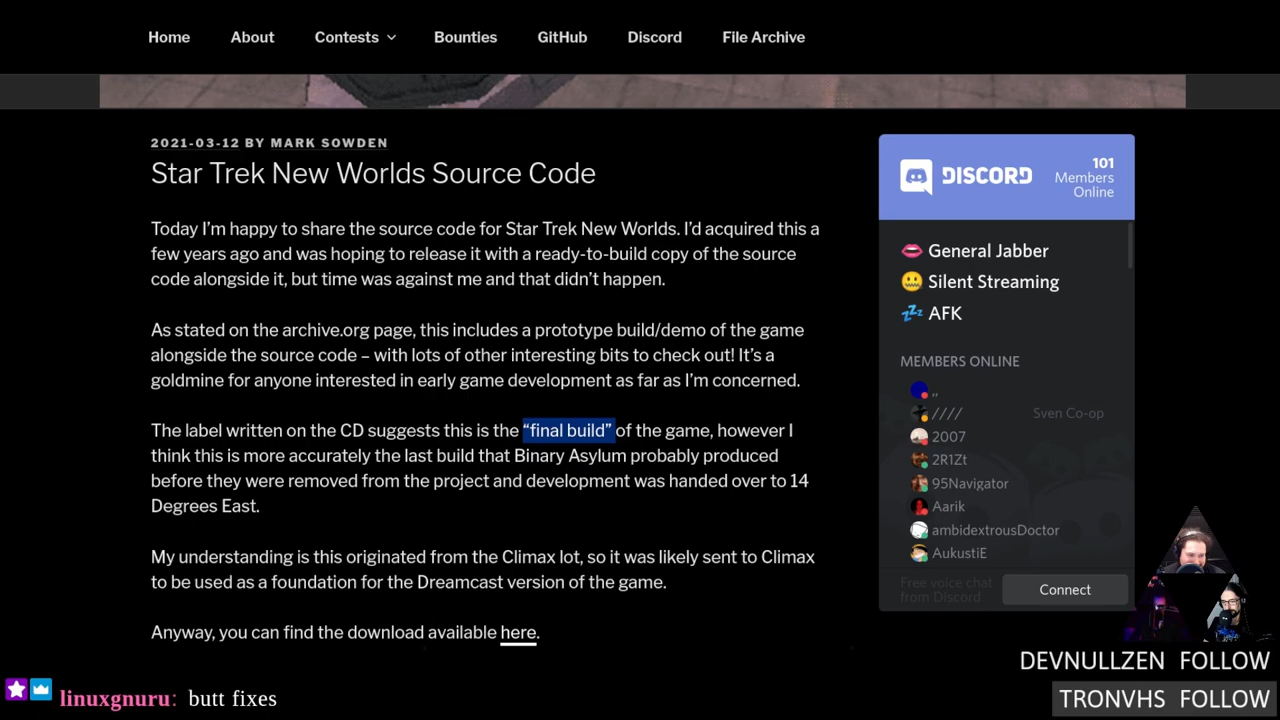 Home About Contests Bounties GitHub Discord File Archive
2021-03-12 BY MARK SOWDEN
Star Trek New Worlds Source Code
Today I’m happy to share the source code for Star Trek New Worlds. I’d acquired this a
few years ago and was hoping to release it with a ready-to-build copy of the source
code alongside it, but time was against me and that didn’t happen.
As stated on the archive.org page, this includes a prototype build/demo of the game
alongside the source code – with lots of other interesting bits to check out! It’s a
goldmine for anyone interested in early game development as far as I’m concerned.
The label written on the CD suggests this is the “final build” of the game, however I
think this is more accurately the last build that Binary Asylum probably produced
before they were removed from the project and development was handed over to 14
Degrees East.
My understanding is this originated from the Climax lot, so it was likely sent to Climax
to be used as a foundation for the Dreamcast version of the game.
Anyway, you can find the download available here.
DISCORD
101
Members
Online
General Jabber
Silent Streaming
AFK
MEMBERS ONLINE
,,
//// Sven Co-op
2007
2R1Zt
95Navigator
Aarik
ambidextrousDoctor
AukustiE
Free voice chat
from Discord
Connect
DEVNULLZEN FOLLOW
TRONVHS FOLLOW
linuxgnuru: butt fixes